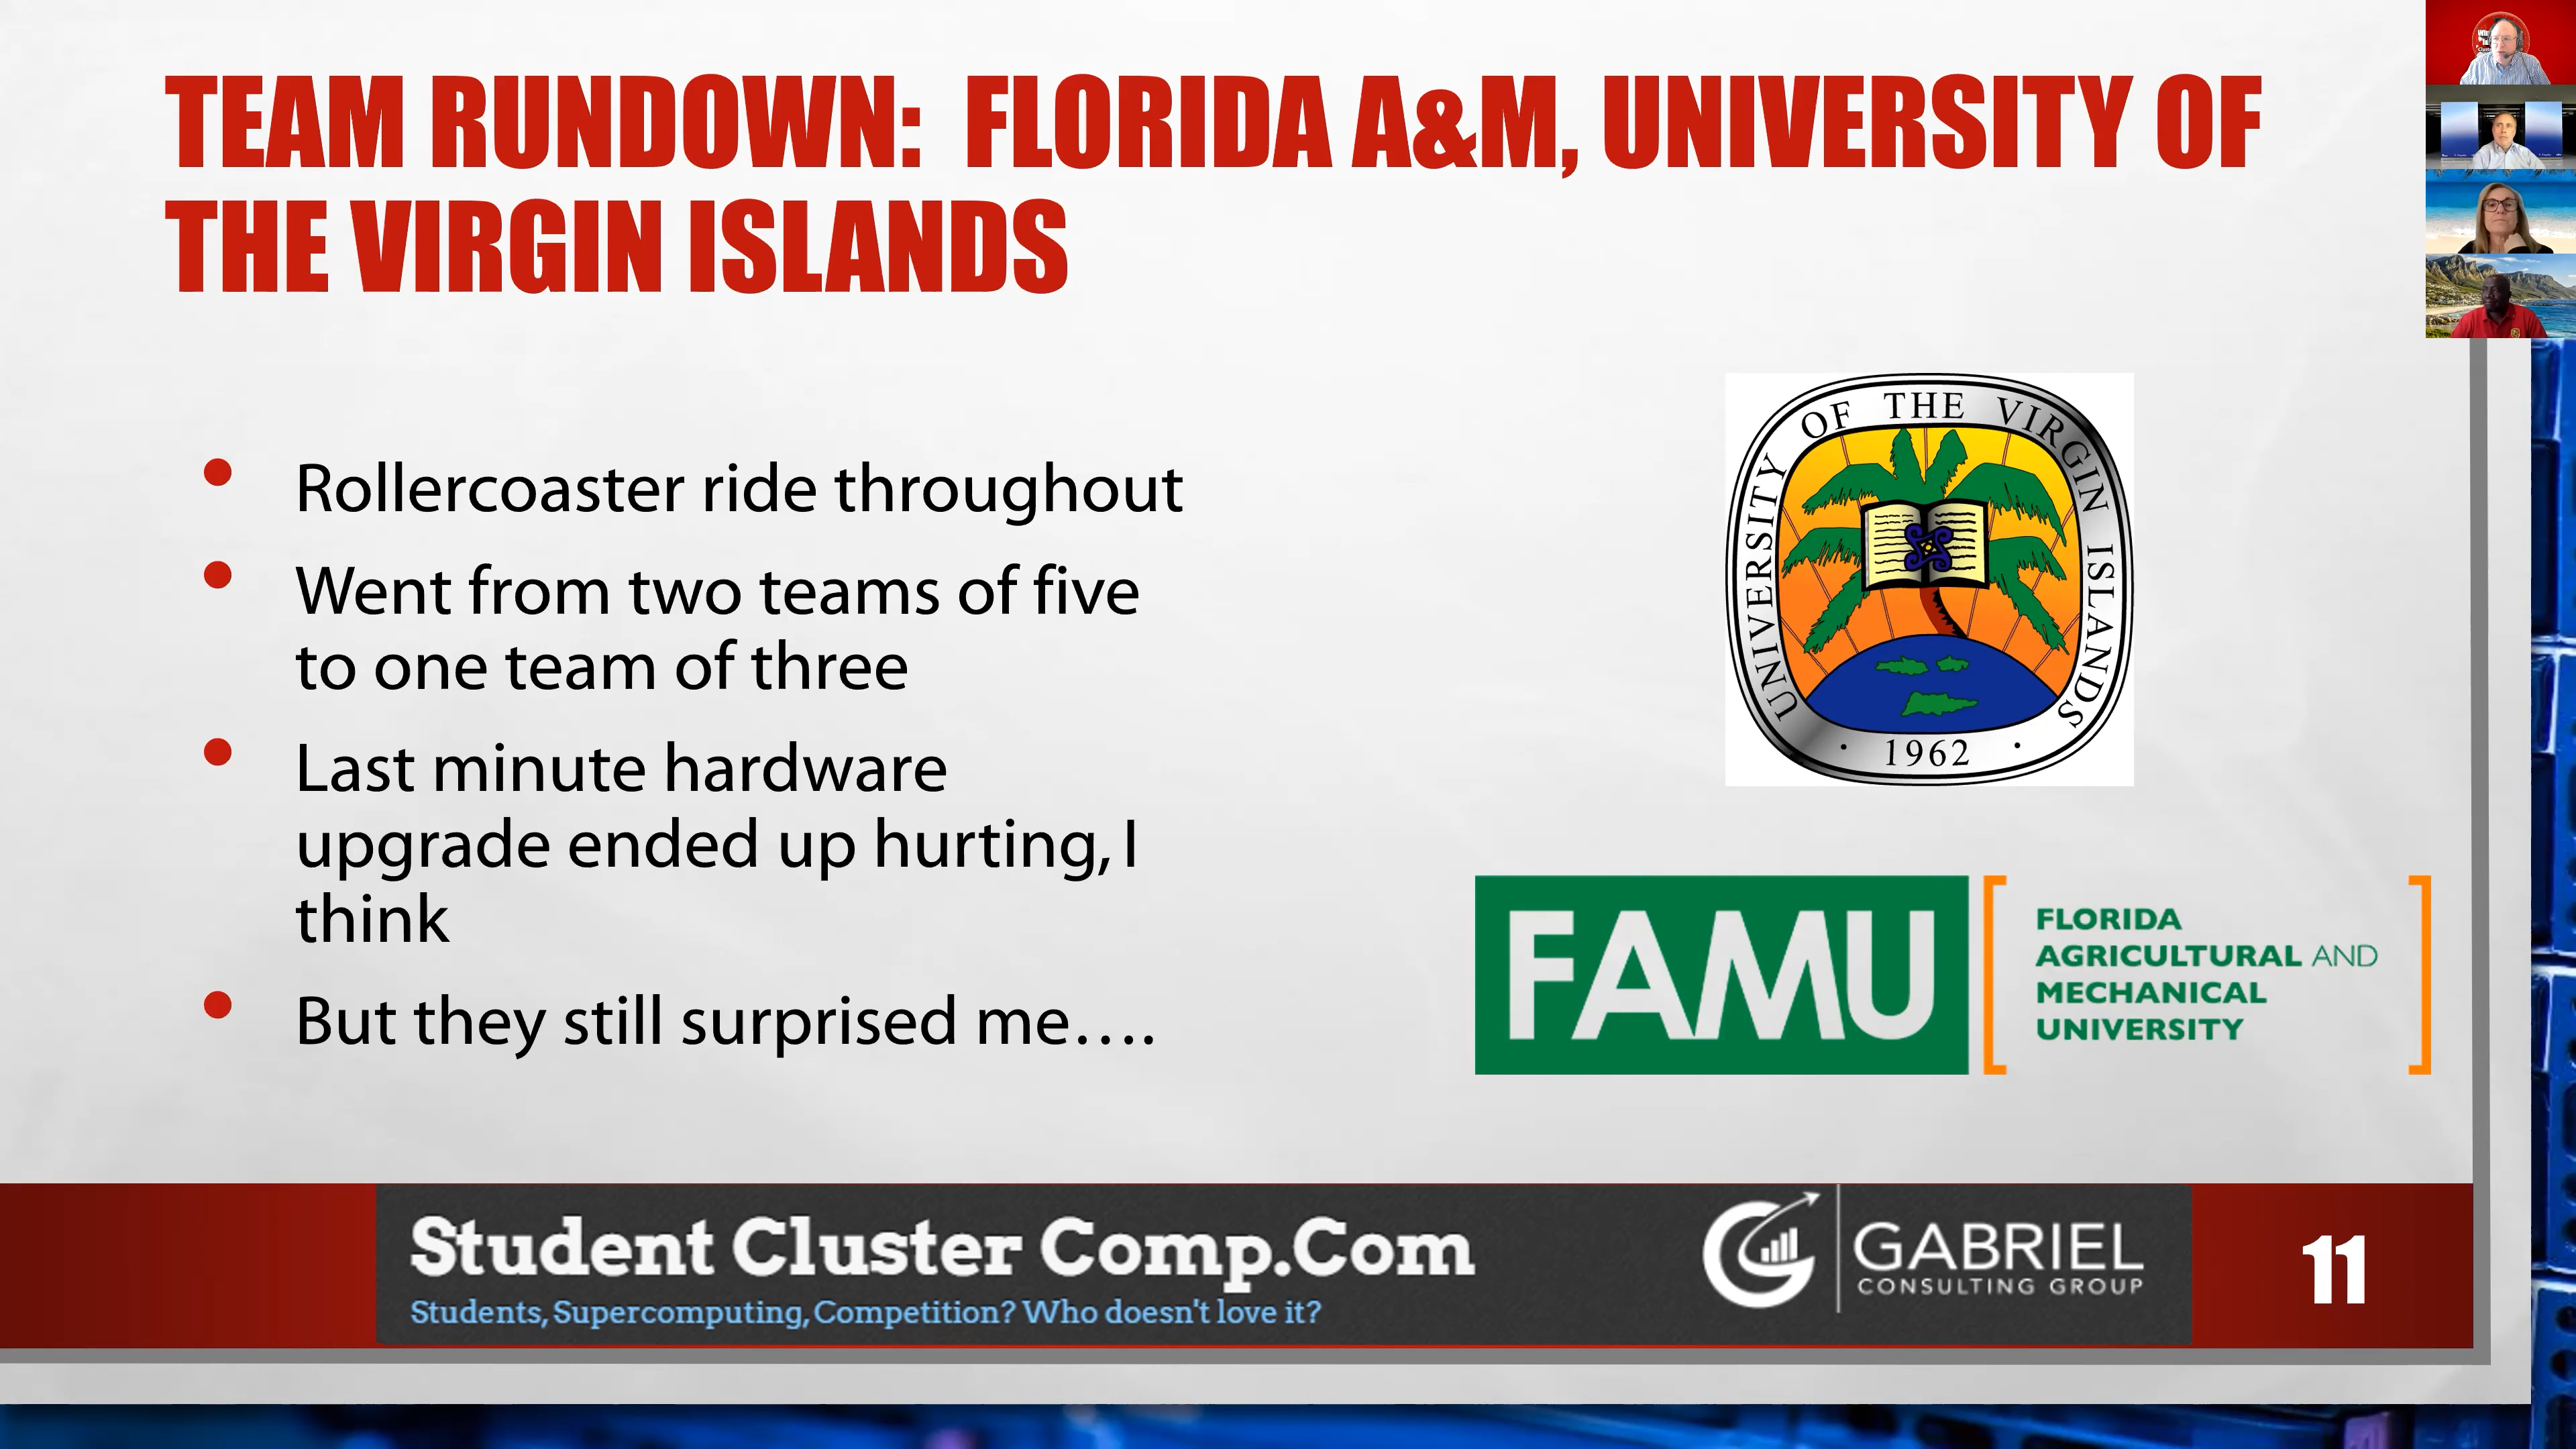 TEAM RUNDOWN: FLORIDA A&M, UNIVERSITY OF
THE VIRGIN ISLANDS
• Rollercoaster ride throughout
• Went from two teams of five
to one team of three
• Last minute hardware
upgrade ended up hurting, I
think
• But they still surprised me….
UNIVERSITY OF THE VIRGIN ISLANDS
· 1962 ·
FAMU
FLORIDA
AGRICULTURAL AND
MECHANICAL
UNIVERSITY
Student Cluster Comp.Com
Students, Supercomputing, Competition? Who doesn't love it?
GABRIEL
CONSULTING GROUP
11